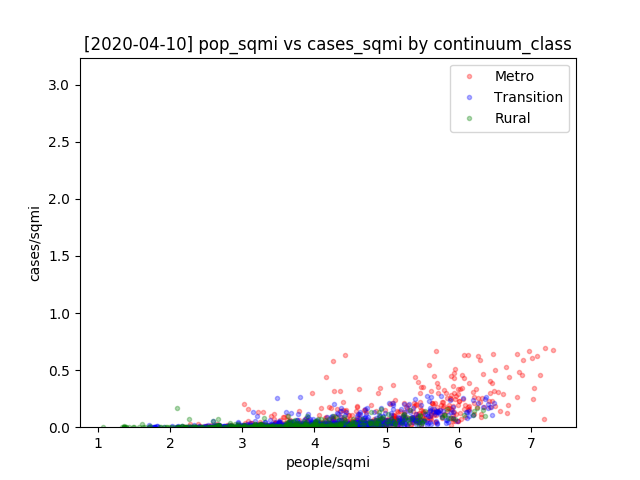 [2020-04-10] pop_sqmi vs cases_sqmi by continuum_class
Metro
Transition
Rural
3.0
2.5
2.0
1.5
1.0
0.5
0.0
cases/sqmi
1 2 3 4 5 6 7
people/sqmi